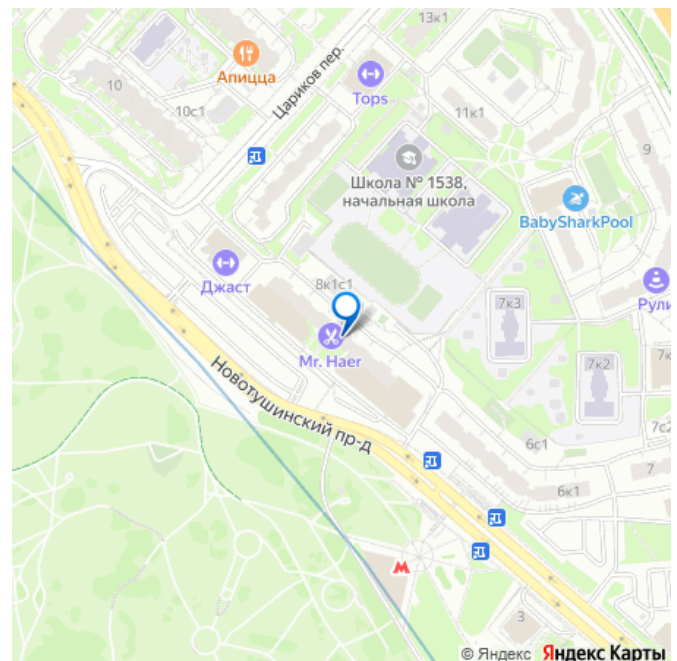 13к1
Апицца
10
Цариков пер.
Tops
10с1
11к1
9
Школа № 1538,
начальная школа
BabySharkPool
Джаст
8к1с1
7к3
Рули
Mr. Haer
7к2
7к
Новотушинский пр-д
6с1
7с2
7
6к1
3
© Яндекс Яндекс Карты